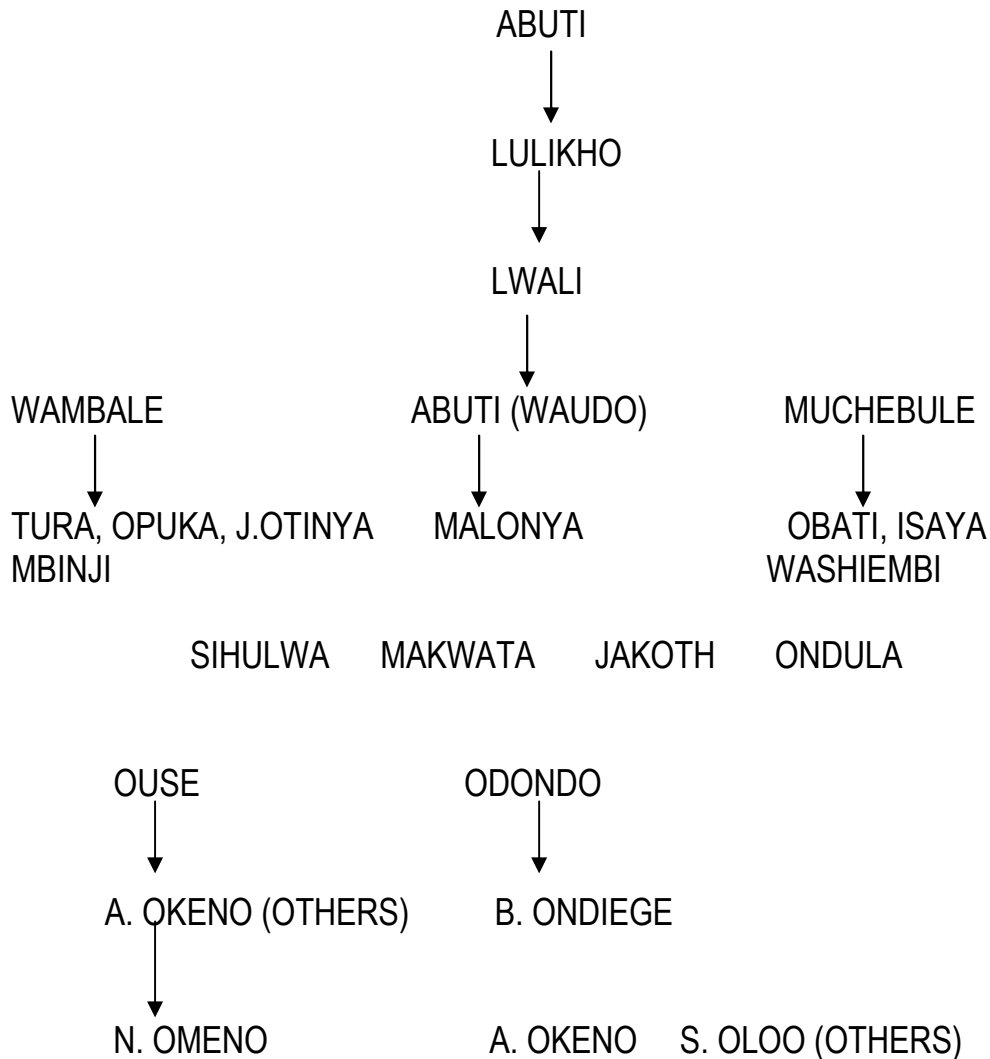 ABUTI
LULIKHO
LWALI
WAMBALE ABUTI (WAUDO) MUCHEBULE
TURA, OPUKA, J.OTINYA MALONYA OBATI, ISAYA
MBINJI WASHIEMBI
SIHULWA MAKWATA JAKOTH ONDULA
OUSE ODONDO
A. OKENO (OTHERS) B. ONDIEGE
N. OMENO A. OKENO S. OLOO (OTHERS)